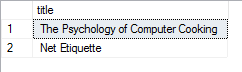 title
1 The Psychology of Computer Cooking
2 Net Etiquette